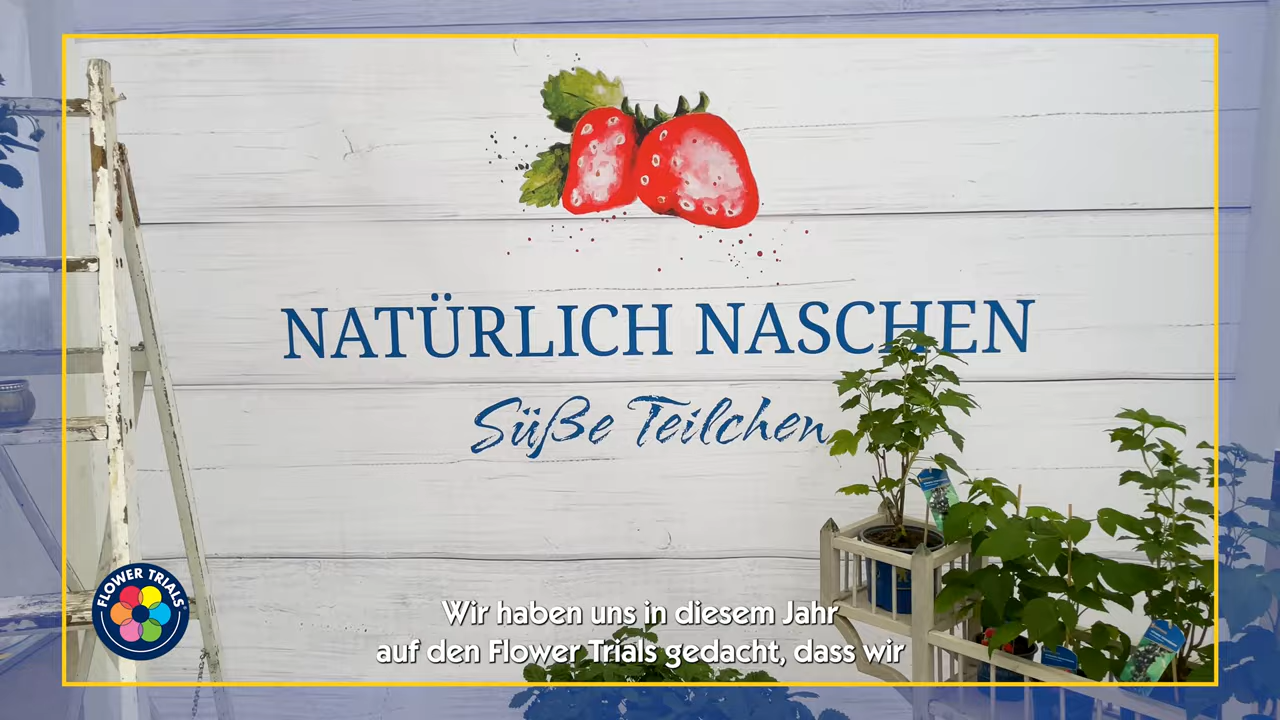 NATÜRLICH NASCHEN
Süße Teilchen
FLOWER TRIALS
Wir haben uns in diesem Jahr
auf den Flower Trials gedacht, dass wir